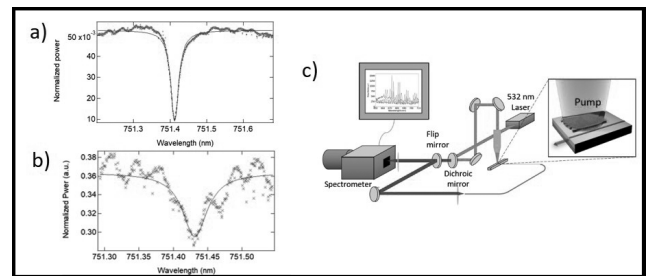 a)
Normalized power
50 x10⁻³
40
30
20
10
751.3 751.4 751.5 751.6
Wavelength (nm)
b)
Normalized Pwer (a.u.)
0.38
0.36
0.34
0.32
0.30
751.30 751.35 751.40 751.45 751.50
Wavelength (nm)
c)
532 nm
Laser
Pump
Flip
mirror
Dichroic
mirror
Spectrometer